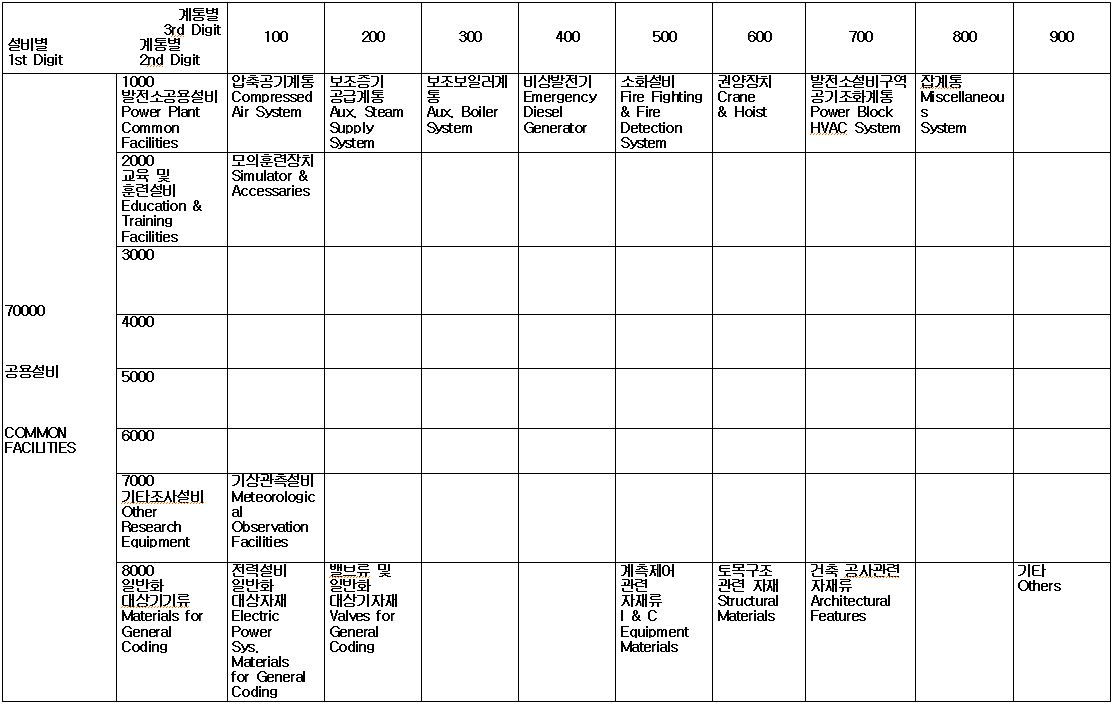 계통별
3rd Digit
설비별
1st Digit
계통별
2nd Digit
100
200
300
400
500
600
700
800
900
70000
공용설비
COMMON
FACILITIES
1000
발전소공용설비
Power Plant
Common
Facilities
압축공기계통
Compressed
Air System
보조증기
공급계통
Aux. Steam
Supply
System
보조보일러계
통
Aux. Boiler
System
비상발전기
Emergency
Diesel
Generator
소화설비
Fire Fighting
& Fire
Detection
System
권양장치
Crane
& Hoist
발전소설비구역
공기조화계통
Power Block
HVAC System
잡계통
Miscellaneou
s
System
2000
교육 및
훈련설비
Education &
Training
Facilities
모의훈련장치
Simulator &
Accessaries
3000
4000
5000
6000
7000
기타조사설비
Other
Research
Equipment
기상관측설비
Meteorologic
al
Observation
Facilities
8000
일반화
대상기기류
Materials for
General
Coding
전력설비
일반화
대상자재
Electric
Power
Sys.
Materials
for General
Coding
밸브류 및
일반화
대상기자재
Valves for
General
Coding
계측제어
관련
자재류
I & C
Equipment
Materials
토목구조
관련 자재
Structural
Materials
건축 공사관련
자재류
Architectural
Features
기타
Others